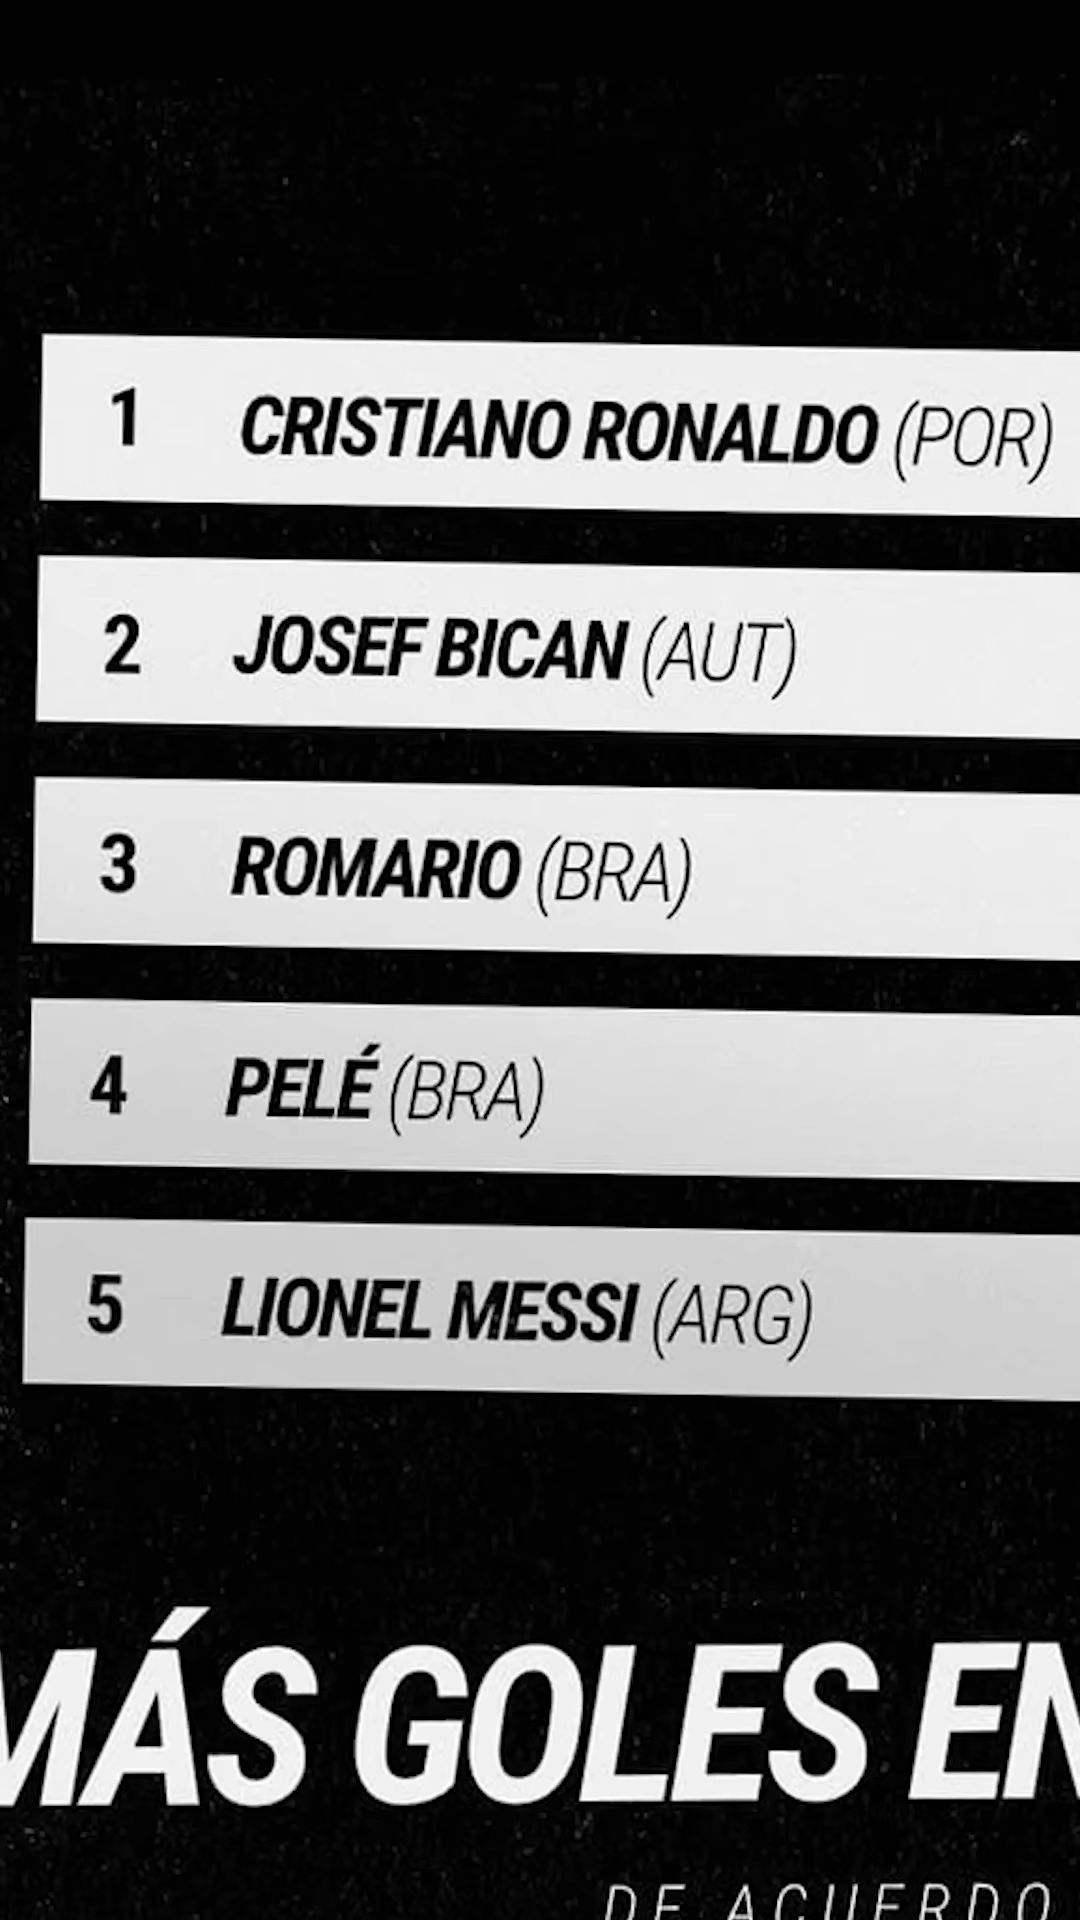 1 CRISTIANO RONALDO (POR)
2 JOSEF BICAN (AUT)
3 ROMARIO (BRA)
4 PELÉ (BRA)
5 LIONEL MESSI (ARG)
MÁS GOLES EN
DE ACUERDO